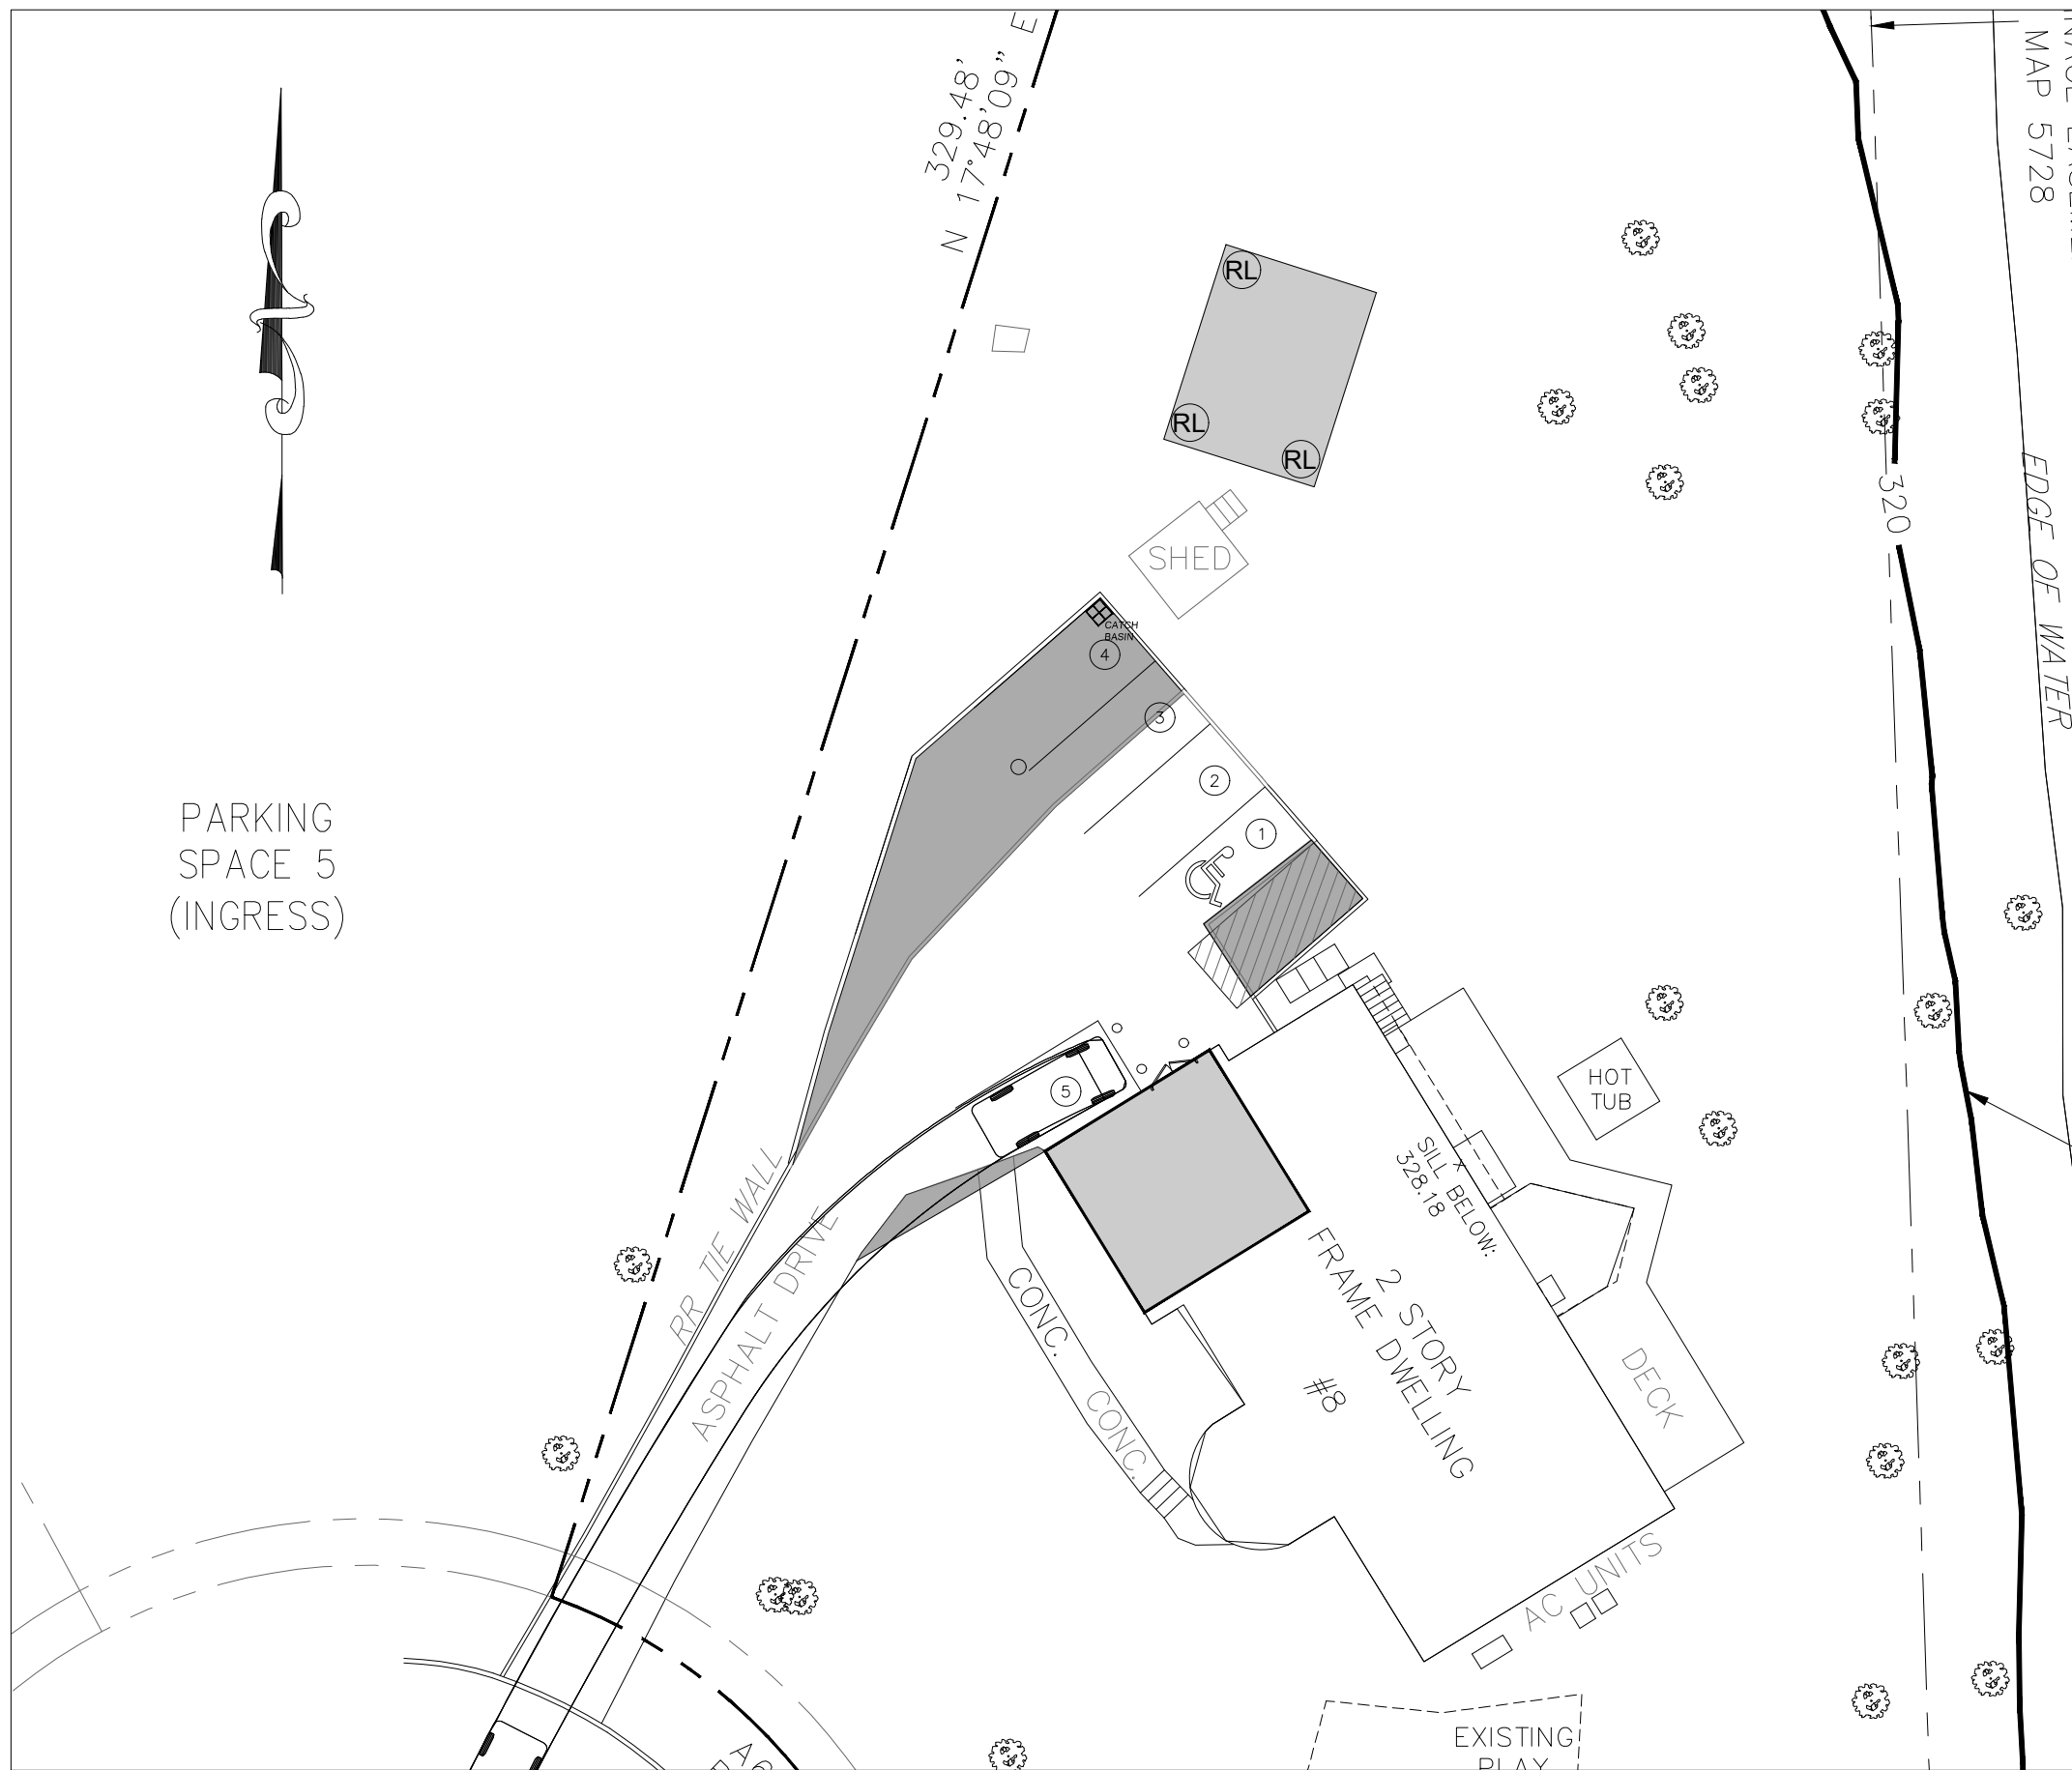 329.48'
N 17°48'09" E
MAP 5728
RL
RL
RL
320
EDGE OF WATER
SHED
CATCH
BASIN
4
3
2
1
PARKING
SPACE 5
(INGRESS)
5
HOT
TUB
SILL BELOW:
328.18
RR TIE WALL
ASPHALT DRIVE
CONC.
CONC.
2 STORY
FRAME DWELLING
#8
DECK
AC UNITS
EXISTING
PLAY